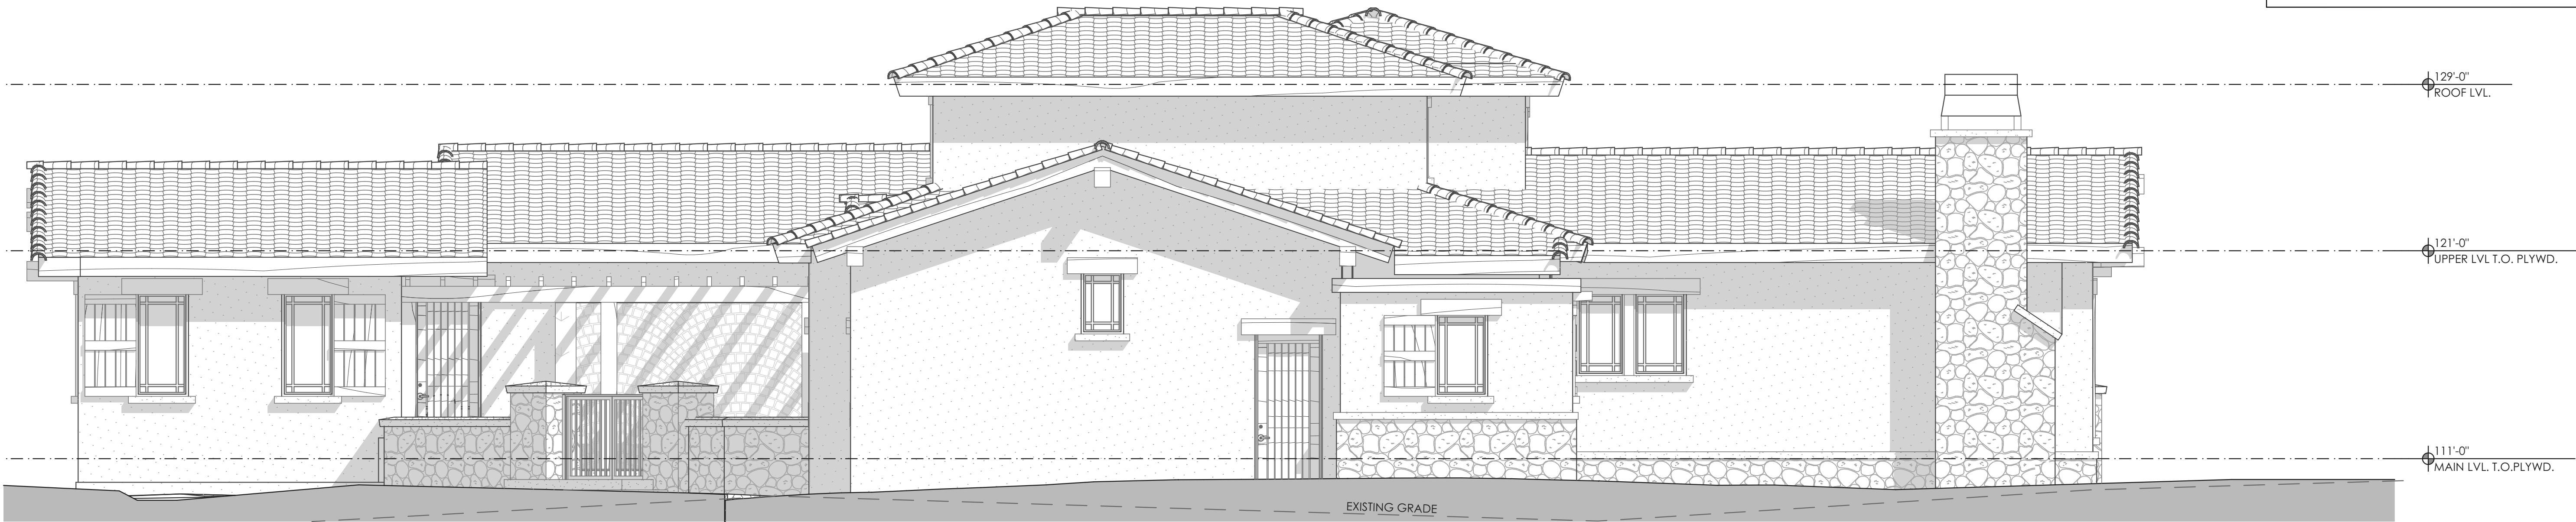 129'-0"
ROOF LVL.
121'-0"
UPPER LVL T.O. PLYWD.
111'-0"
MAIN LVL. T.O.PLYWD.
EXISTING GRADE